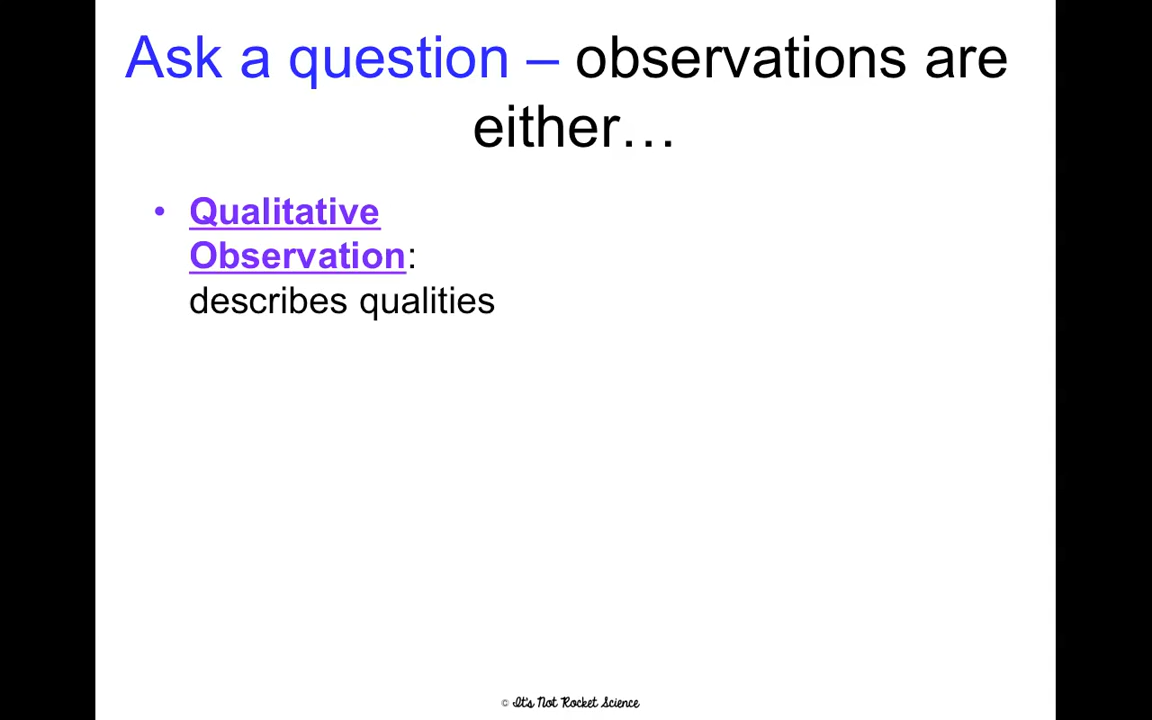 Ask a question – observations are
either…
• Qualitative
Observation:
describes qualities
© It's Not Rocket Science